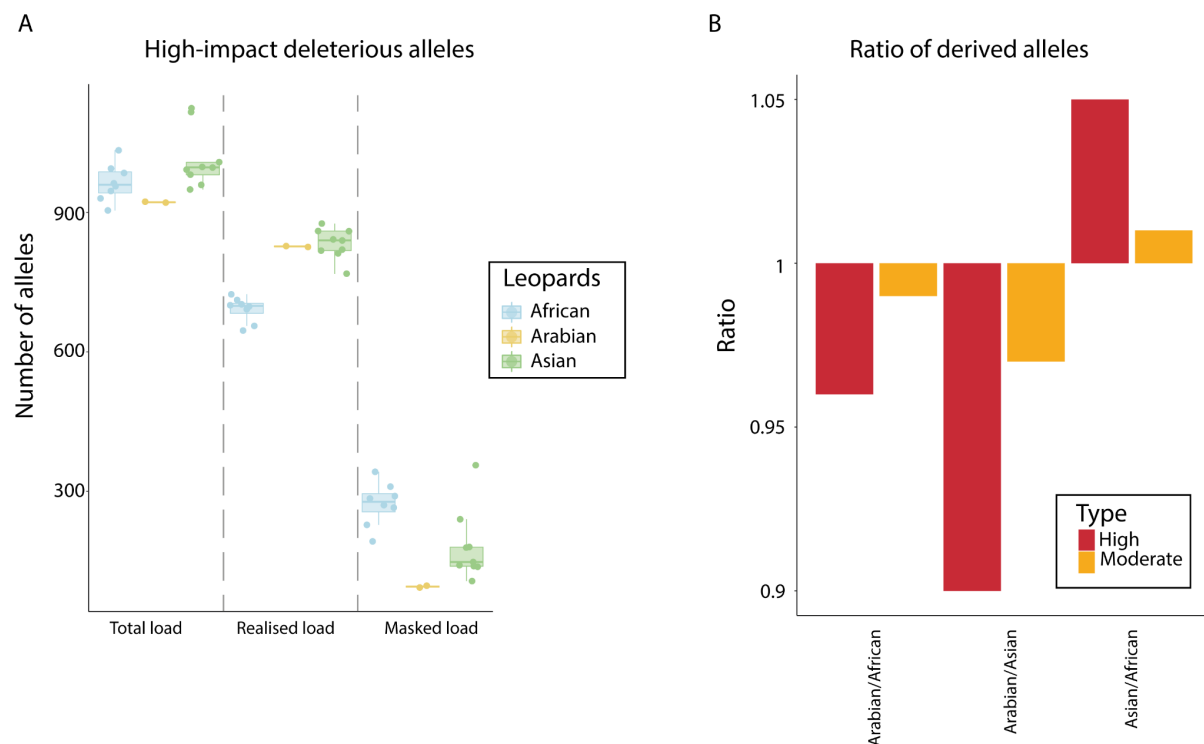 A
High-impact deleterious alleles
Number of alleles
900
600
300
Total load
Realised load
Masked load
Leopards
African
Arabian
Asian
B
Ratio of derived alleles
Ratio
1.05
1
0.95
0.9
Arabian/African
Arabian/Asian
Asian/African
Type
High
Moderate